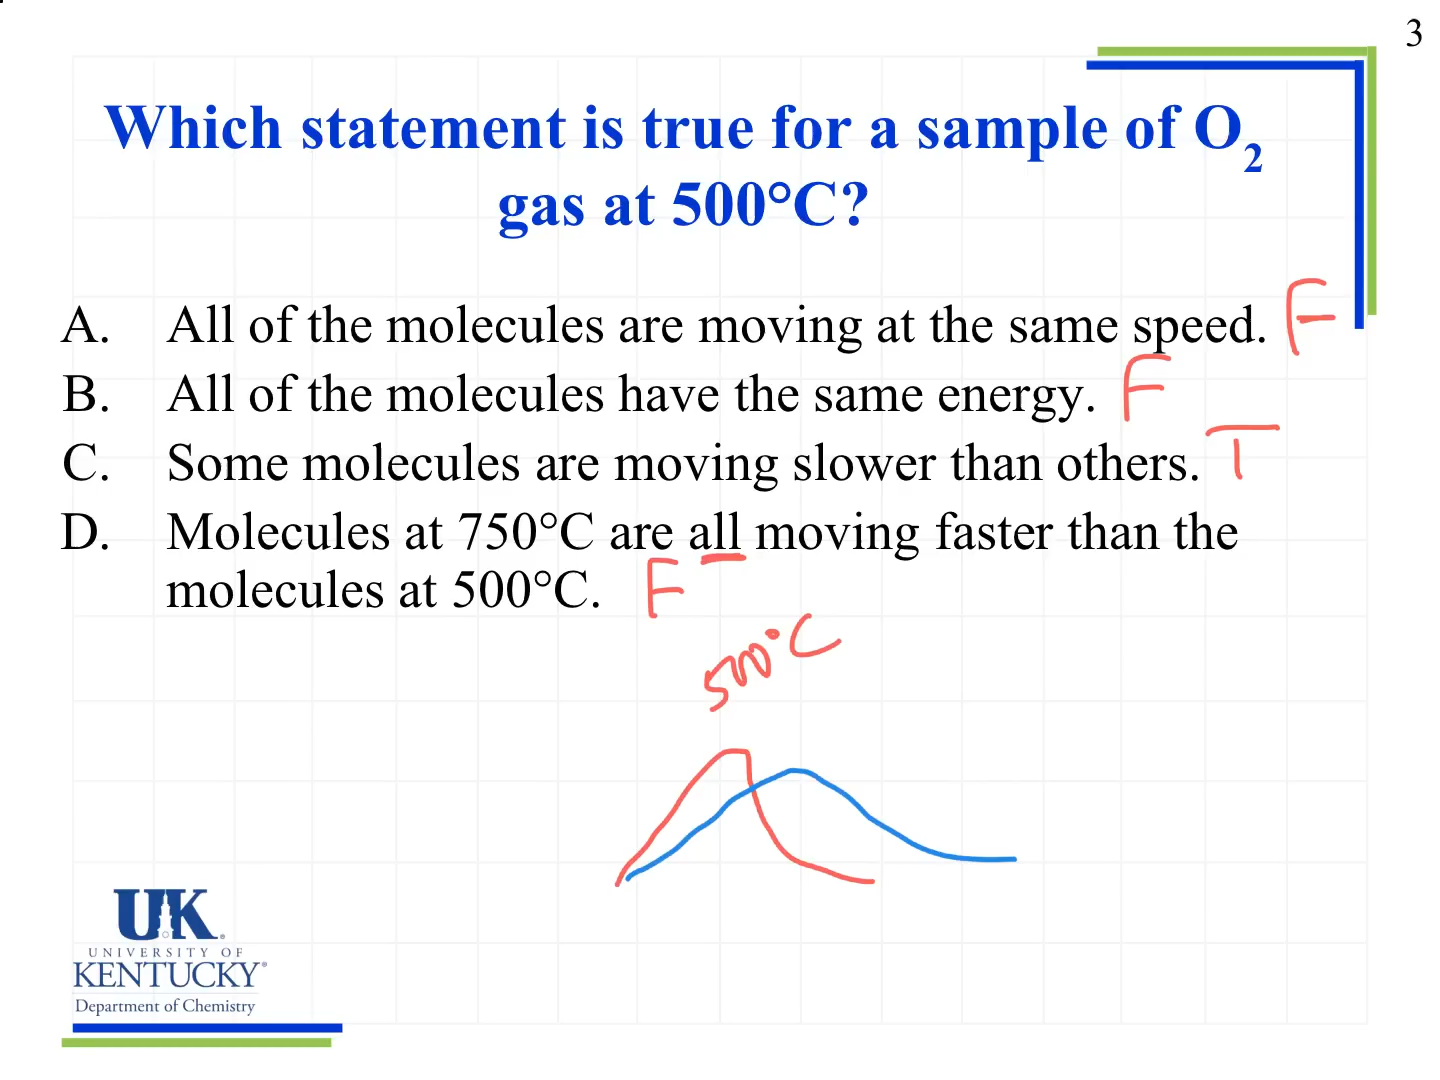 3
Which statement is true for a sample of O₂
gas at 500°C?
A. All of the molecules are moving at the same speed. F
B. All of the molecules have the same energy. F
C. Some molecules are moving slower than others. T
D. Molecules at 750°C are all moving faster than the
molecules at 500°C. F
500°C
UK
UNIVERSITY OF
KENTUCKY®
Department of Chemistry